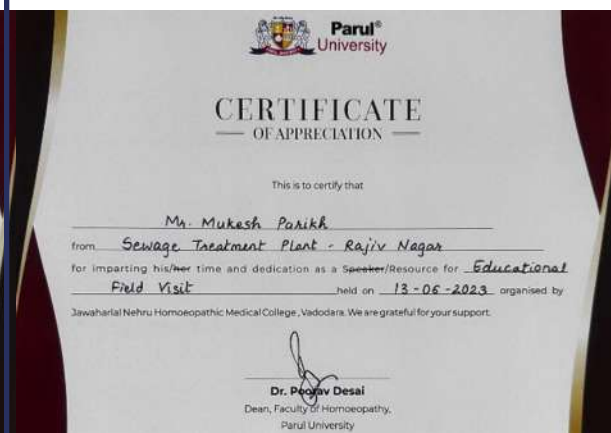 Parul®
University
CERTIFICATE
OF APPRECIATION
This is to certify that
Mr. Mukesh Parikh
from Sewage Treatment Plant - Rajiv Nagar
for imparting his/her time and dedication as a Speaker/Resource for Educational
Field Visit held on 13-06-2023 organised by
Jawaharlal Nehru Homoeopathic Medical College, Vadodara. We are grateful for your support.
Dr. Poorav Desai
Dean, Faculty of Homoeopathy,
Parul University